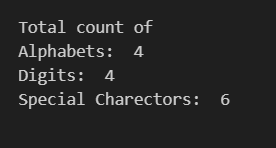 Total count of
Alphabets:  4
Digits:  4
Special Charectors:  6